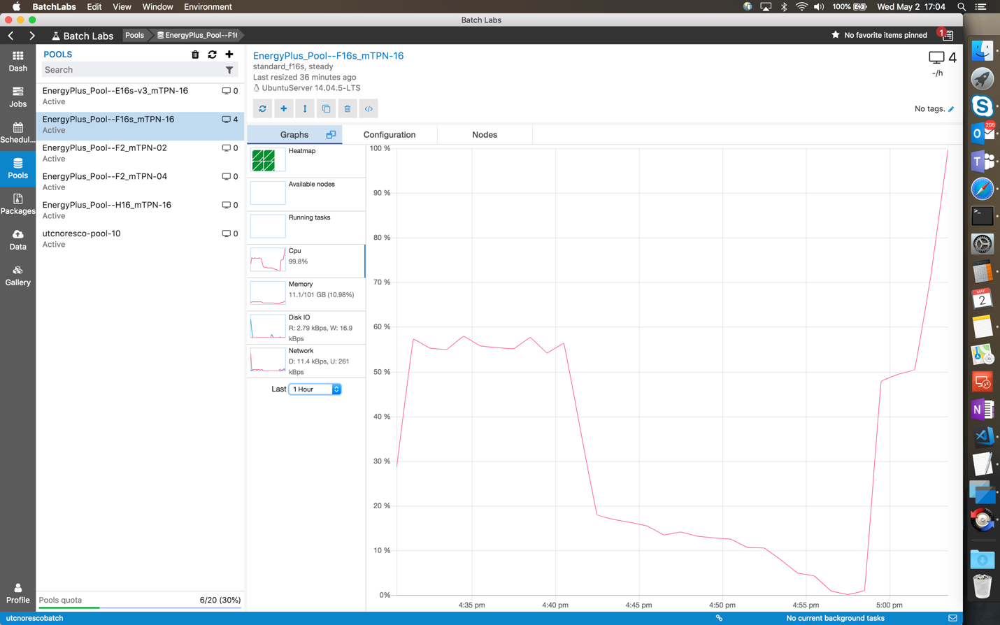 BatchLabs Edit View Window Environment
100% Wed May 2 17:04
Batch Labs
Batch Labs Pools EnergyPlus_Pool--F1
No favorite items pinned 1
Dash
Jobs
Schedul...
Pools
Packages
Data
Gallery
Profile
POOLS
Search
EnergyPlus_Pool--E16s-v3_mTPN-16 0
Active
EnergyPlus_Pool--F16s_mTPN-16 4
Active
EnergyPlus_Pool--F2_mTPN-02 0
Active
EnergyPlus_Pool--F2_mTPN-04 0
Active
EnergyPlus_Pool--H16_mTPN-16 0
Active
utcnoresco-pool-10 0
Active
Pools quota 6/20 (30%)
EnergyPlus_Pool--F16s_mTPN-16
standard_f16s, steady
Last resized 36 minutes ago
UbuntuServer 14.04.5-LTS
4
-/h
No tags.
Graphs Configuration Nodes
Heatmap
Available nodes
Running tasks
Cpu
99.8%
Memory
11.1/101 GB (10.98%)
Disk IO
R: 2.79 kBps, W: 16.9
kBps
Network
D: 11.4 kBps, U: 261
kBps
Last 1 Hour
100 %
90 %
80 %
70 %
60 %
50 %
40 %
30 %
20 %
10 %
0%
4:35 pm 4:40 pm 4:45 pm 4:50 pm 4:55 pm 5:00 pm
utcnorescobatch No current background tasks
208
MAY
2